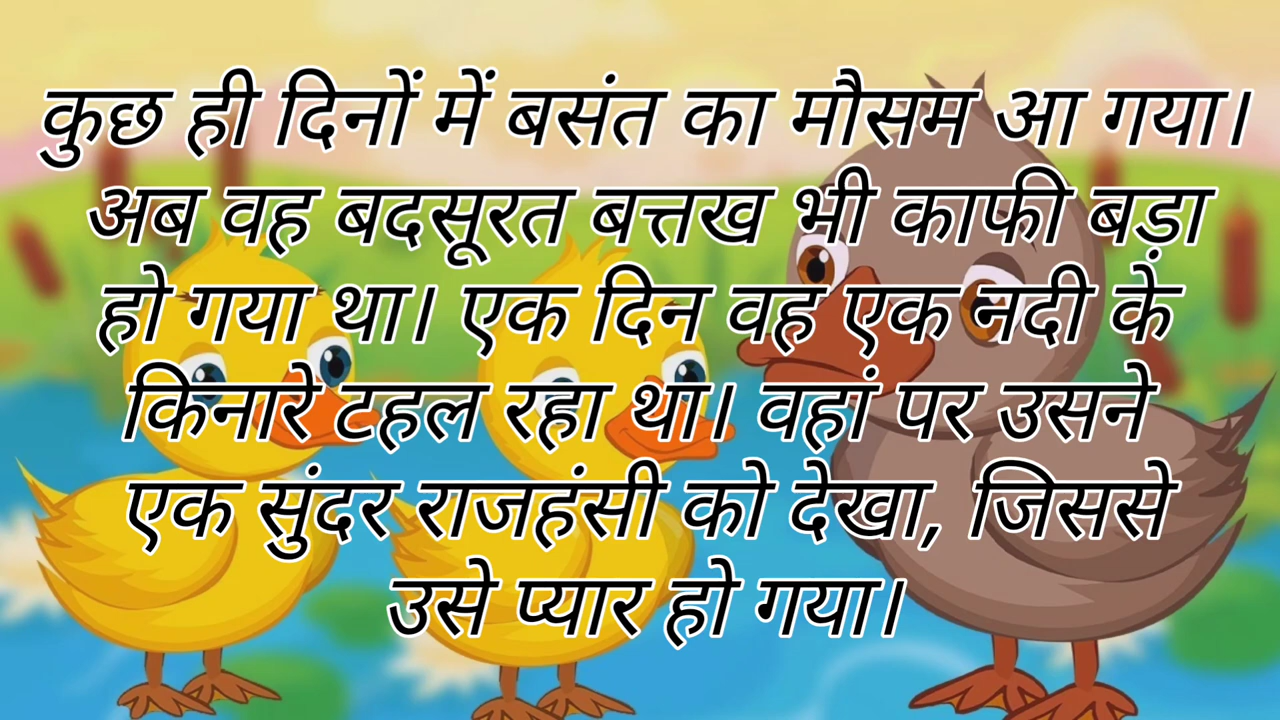 कुछ ही दिनों में बसंत का मौसम आ गया।
अब वह बदसूरत बत्तख भी काफी बड़ा
हो गया था। एक दिन वह एक नदी के
किनारे टहल रहा था। वहां पर उसने
एक सुंदर राजहंसी को देखा, जिससे
उसे प्यार हो गया।